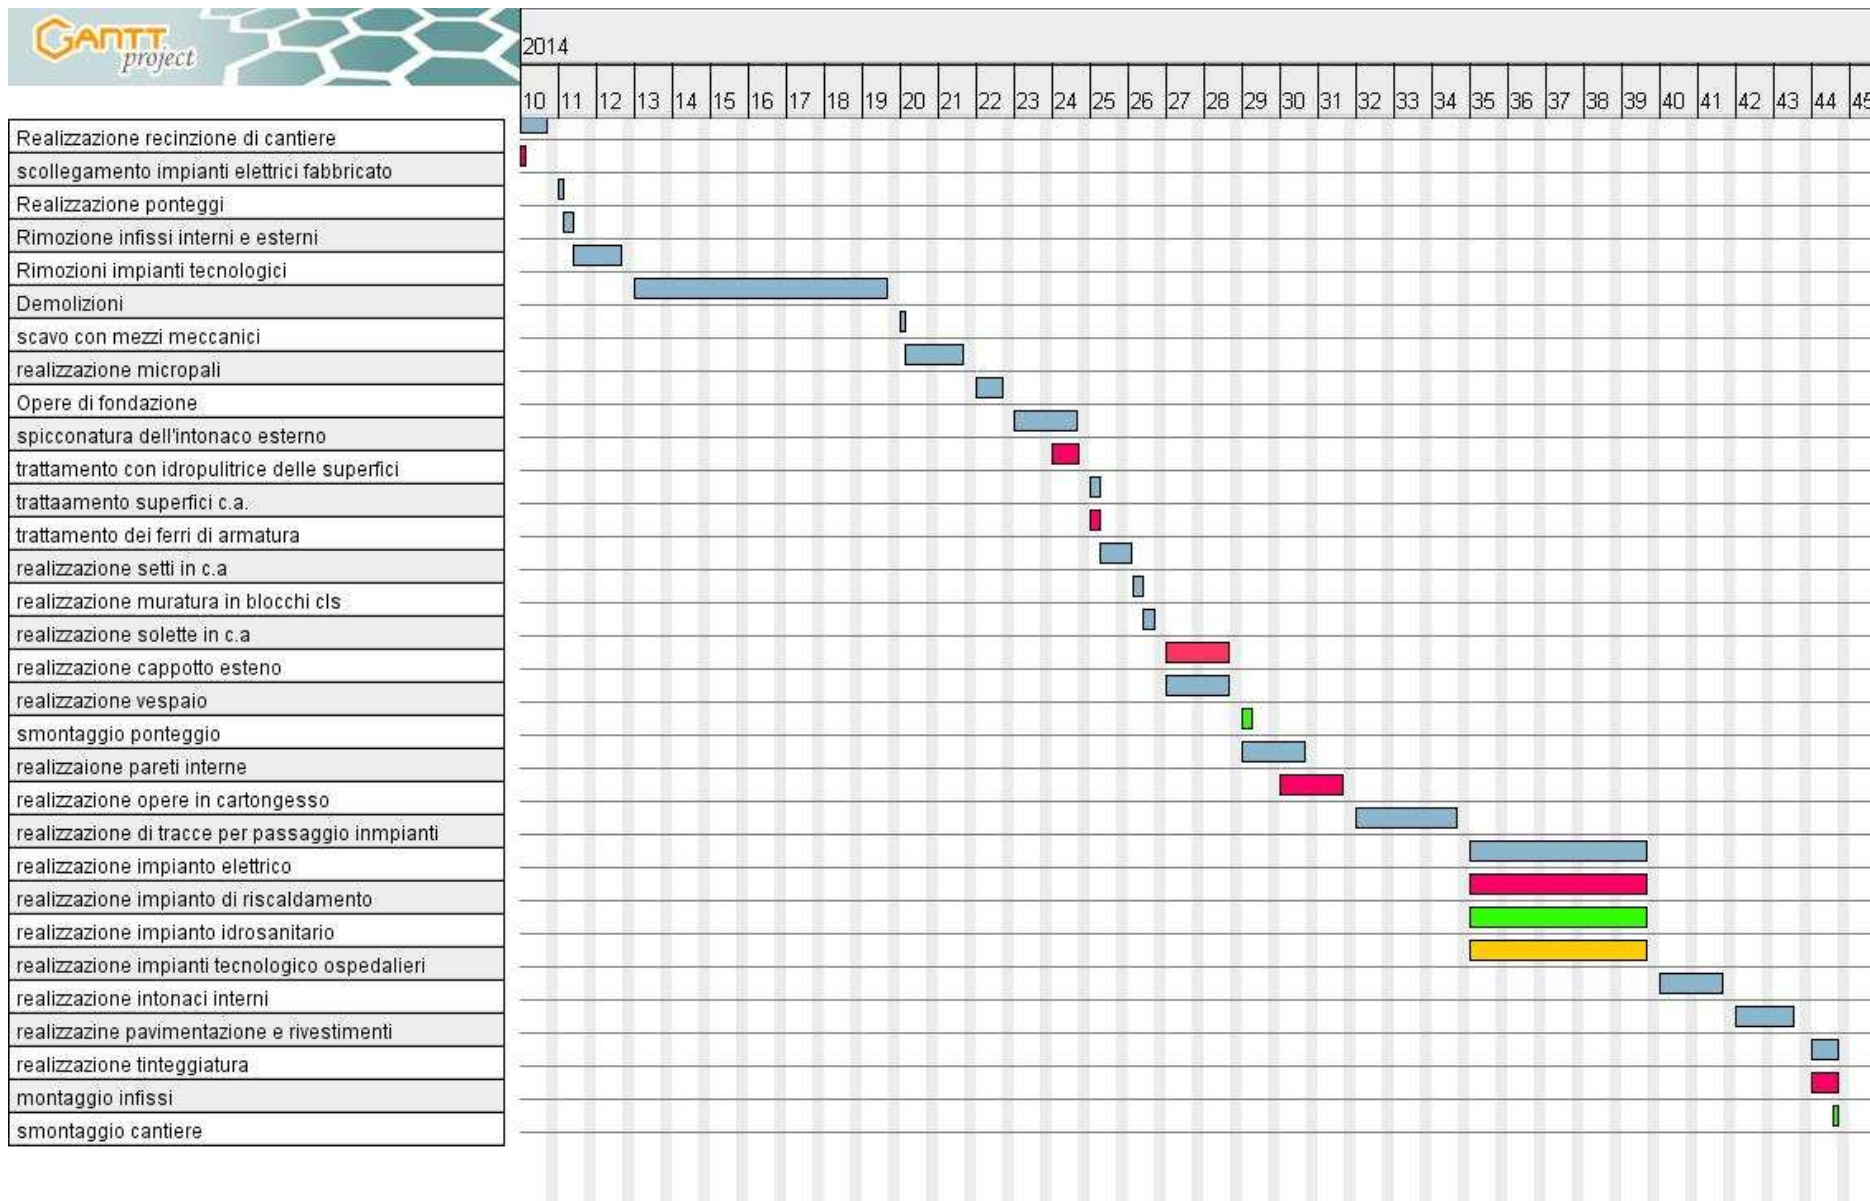 GANTT
project
2014
10 11 12 13 14 15 16 17 18 19 20 21 22 23 24 25 26 27 28 29 30 31 32 33 34 35 36 37 38 39 40 41 42 43 44 45
Realizzazione recinzione di cantiere
scollegamento impianti elettrici fabbricato
Realizzazione ponteggi
Rimozione infissi interni e esterni
Rimozioni impianti tecnologici
Demolizioni
scavo con mezzi meccanici
realizzazione micropali
Opere di fondazione
spicconatura dell'intonaco esterno
trattamento con idropulitrice delle superfici
trattaamento superfici c.a.
trattamento dei ferri di armatura
realizzazione setti in c.a
realizzazione muratura in blocchi cls
realizzazione solette in c.a
realizzazione cappotto esteno
realizzazione vespaio
smontaggio ponteggio
realizzaione pareti interne
realizzazione opere in cartongesso
realizzazione di tracce per passaggio inmpianti
realizzazione impianto elettrico
realizzazione impianto di riscaldamento
realizzazione impianto idrosanitario
realizzazione impianti tecnologico ospedalieri
realizzazione intonaci interni
realizzazine pavimentazione e rivestimenti
realizzazione tinteggiatura
montaggio infissi
smontaggio cantiere